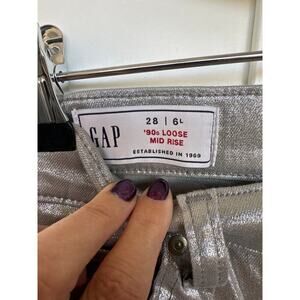 28 | 6L
GAP
'90s LOOSE
MID RISE
ESTABLISHED IN 1969